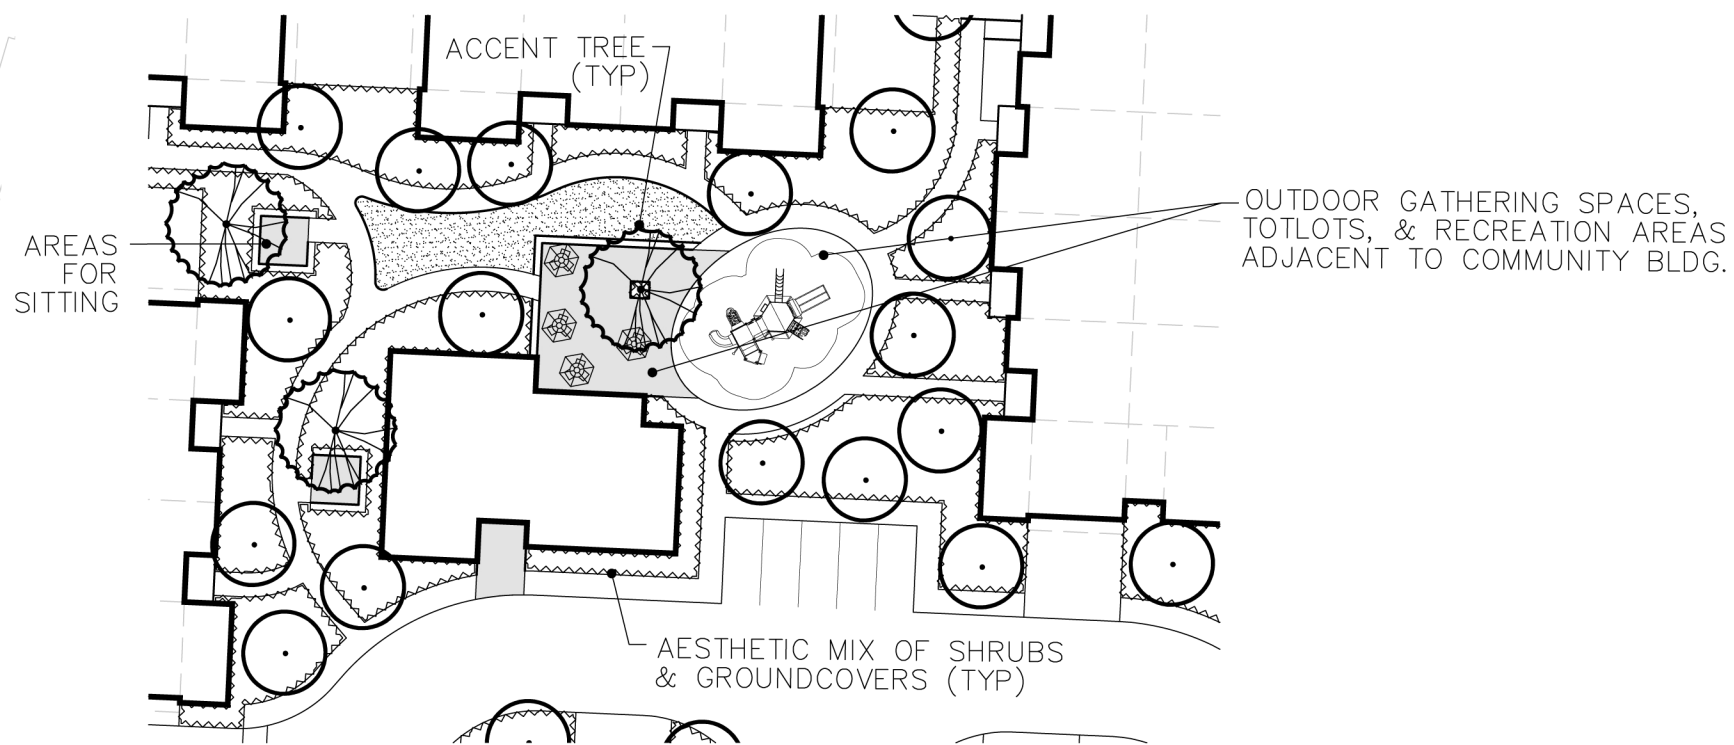 ACCENT TREE
(TYP)
OUTDOOR GATHERING SPACES,
TOTLOTS, & RECREATION AREAS
ADJACENT TO COMMUNITY BLDG.
AREAS
FOR
SITTING
AESTHETIC MIX OF SHRUBS
& GROUNDCOVERS (TYP)